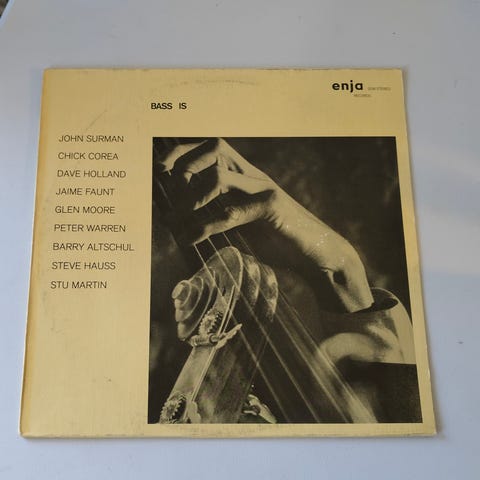 enja
RECORDS
BASS IS
JOHN SURMAN
CHICK COREA
DAVE HOLLAND
JAIME FAUNT
GLEN MOORE
PETER WARREN
BARRY ALTSCHUL
STEVE HAUSS
STU MARTIN